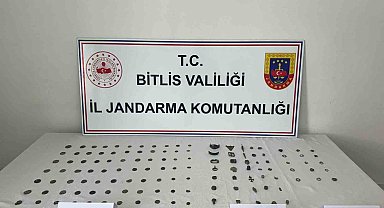 T.C.
BİTLİS VALİLİĞİ
İL JANDARMA KOMUTANLIĞI